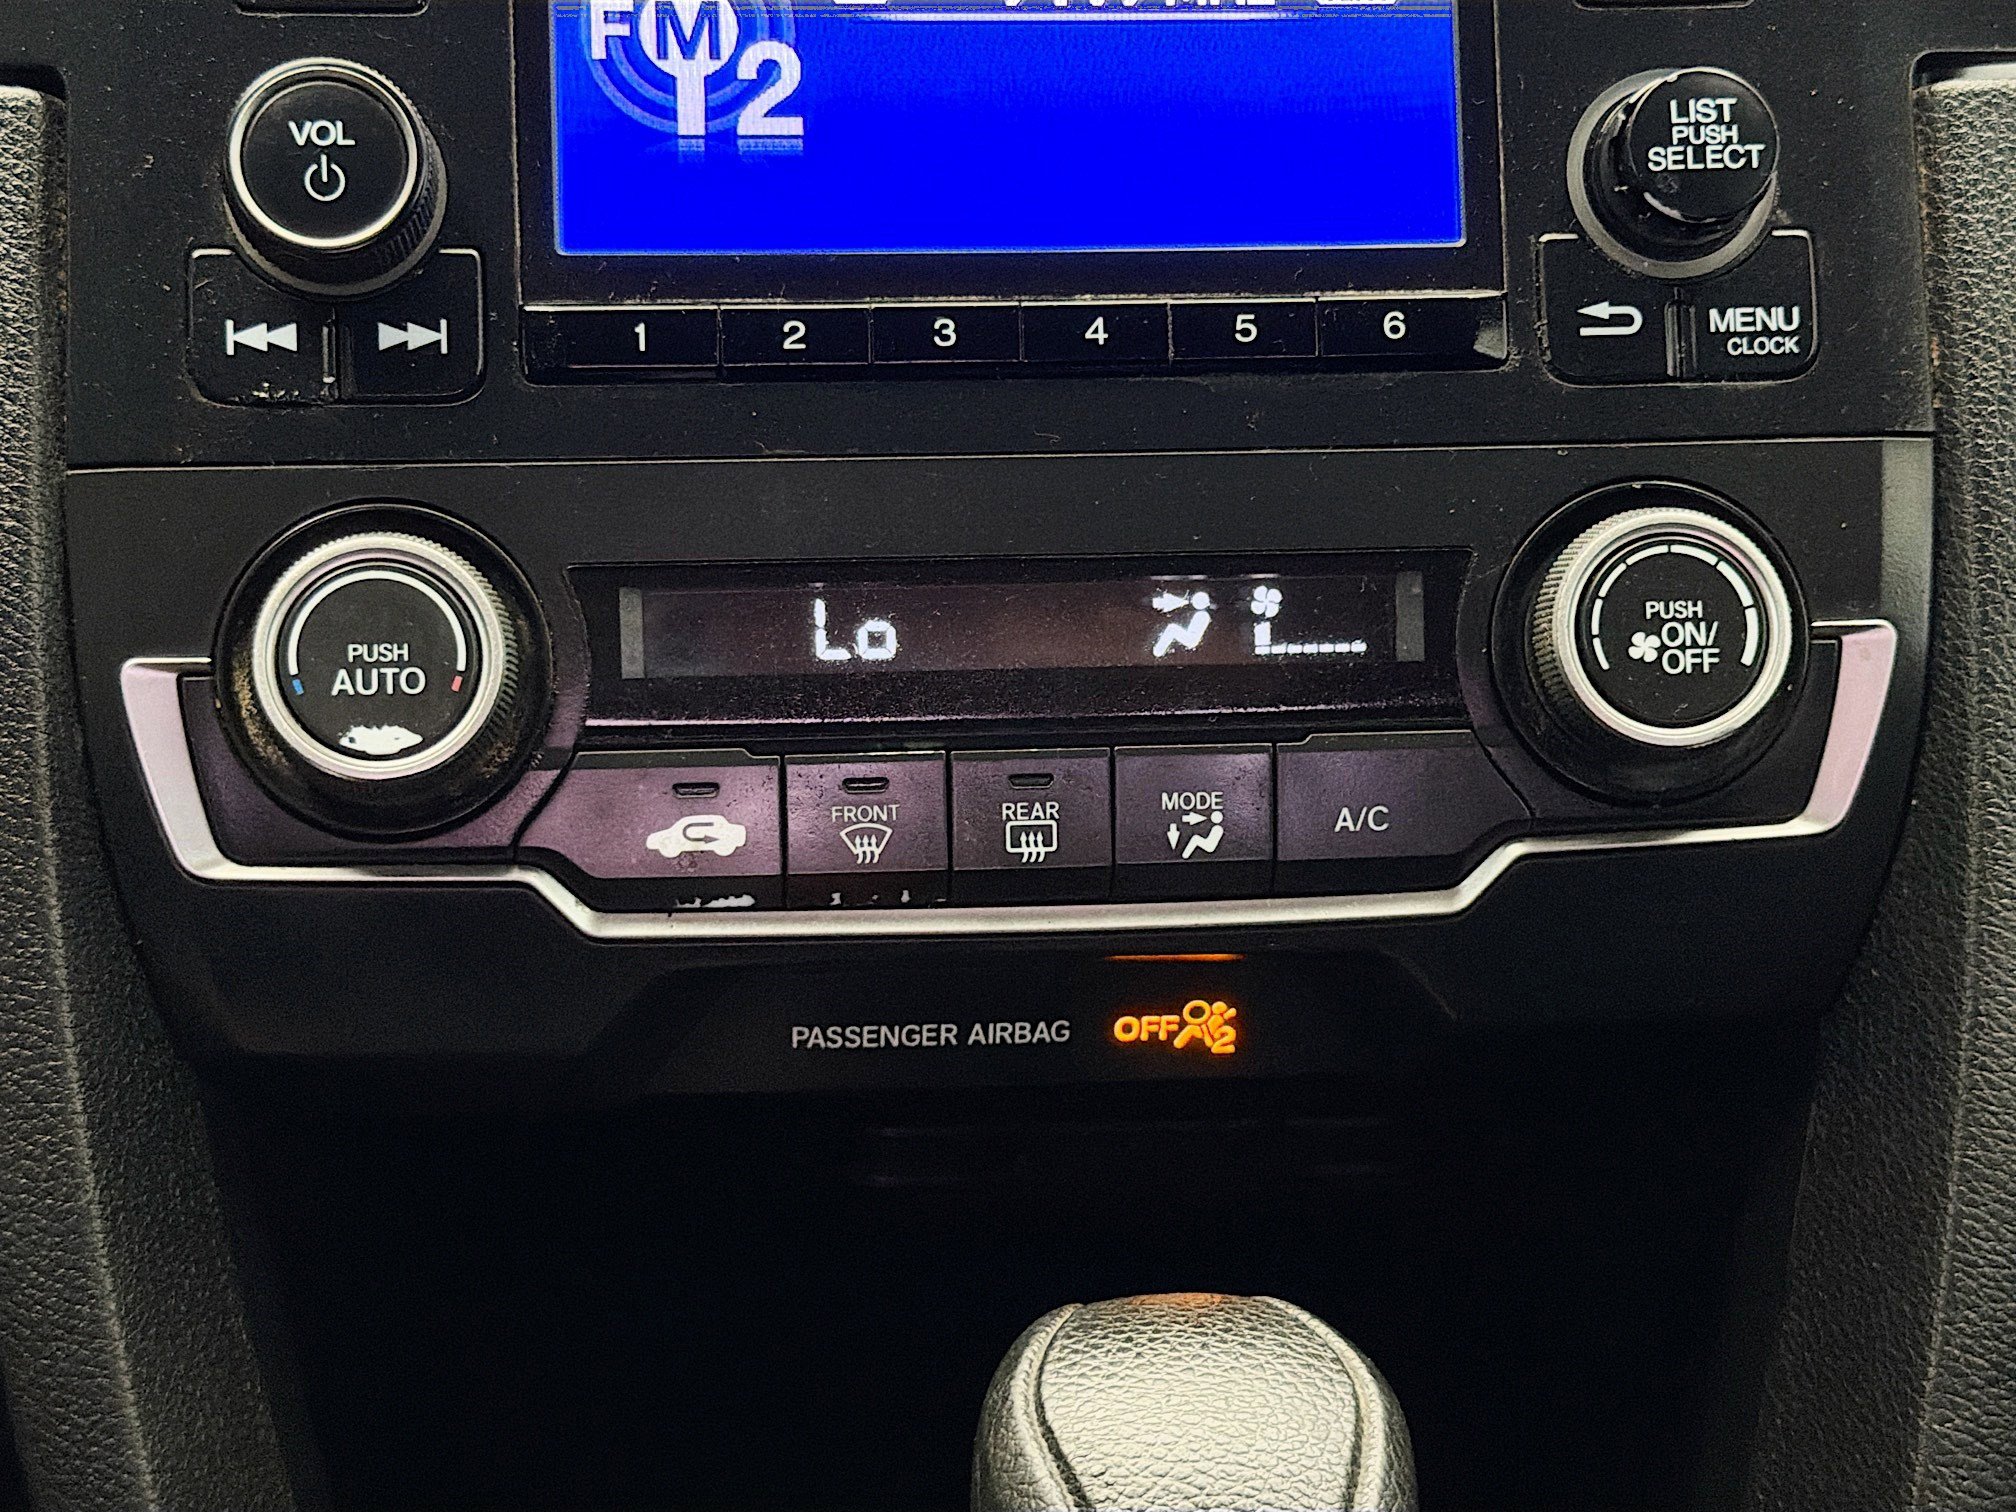 FM
2
VOL
LIST
PUSH
SELECT
1 2 3 4 5 6
MENU
CLOCK
PUSH
AUTO
Lo
PUSH
ON/
OFF
FRONT
REAR
MODE
A/C
PASSENGER AIRBAG OFF 2